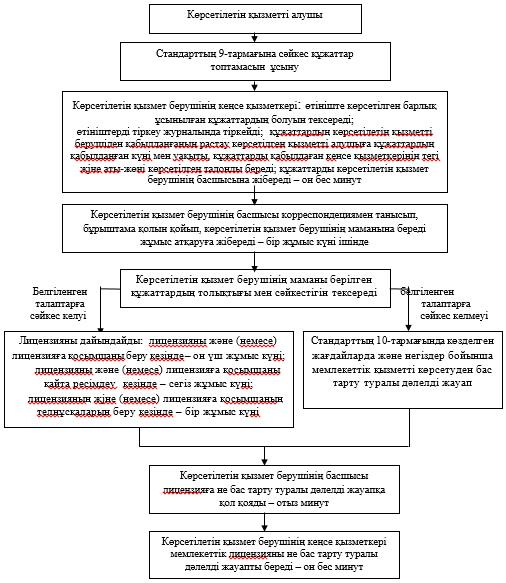 Көрсетілетін қызметті алушы
Стандарттың 9-тармағына сәйкес құжаттар
топтамасын ұсыну
Көрсетілетін қызмет берушінің кеңсе қызметкері: өтініште көрсетілген барлық
ұсынылған құжаттардың болуын тексереді;
өтініштерді тіркеу журналында тіркейді; құжаттардың көрсетілетін қызметті
берушіден қабылданғанын растау көрсетілген қызметті алушыға құжаттардың
қабылданған күні мен уақыты, құжаттарды қабылдаған кеңсе қызметкерінің тегі
және аты-жөні көрсетілген талонды береді; құжаттарды көрсетілетін қызмет
берушінің басшысына жібереді – он бес минут
Көрсетілетін қызмет берушінің басшысы корреспонденциямен танысып,
бұрыштама қолын қойып, көрсетілетін қызмет берушінің маманына береді
жұмыс атқаруға жібереді – бір жұмыс күні ішінде
Көрсетілетін қызмет берушінің маманы берілген
құжаттардың толықтығы мен сәйкестігін тексереді
Белгіленген
талаптарға
сәйкес келуі
белгіленген
талаптарға
сәйкес келмеуі
Лицензияны дайындайды: лицензияны және (немесе)
лицензияға қосымшаны беру кезінде– он үш жұмыс күні;
лицензияны және (немесе) лицензияға қосымшаны
қайта ресімдеу кезінде – сегіз жұмыс күні;
лицензияның және (немесе) лицензияға қосымшаның
телнұсқаларын беру кезінде – бір жұмыс күні
Стандарттың 10-тармағында көзделген
жағдайларда және негіздер бойынша
мемлекеттік қызметті көрсетуден бас
тарту туралы дәлелді жауап
Көрсетілетін қызмет берушінің басшысы
лицензияға не бас тарту туралы дәлелді жауапқа
қол қояды – отыз минут
Көрсетілетін қызмет берушінің кеңсе қызметкері
мемлекеттік лицензияны не бас тарту туралы
дәлелді жауапты береді – он бес минут